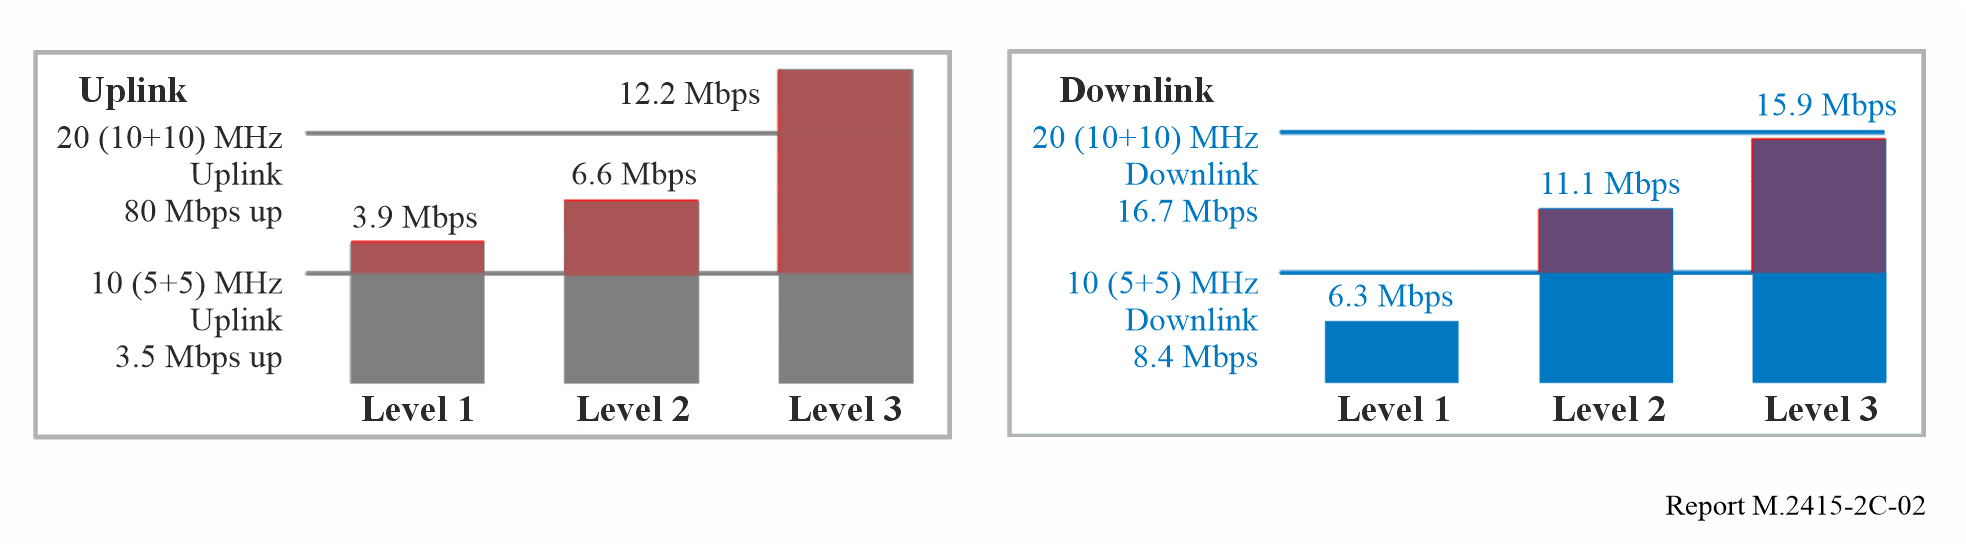 Uplink
12.2 Mbps
20 (10+10) MHz
Uplink
80 Mbps up
6.6 Mbps
3.9 Mbps
10 (5+5) MHz
Uplink
3.5 Mbps up
Level 1
Level 2
Level 3
Downlink
15.9 Mbps
20 (10+10) MHz
Downlink
16.7 Mbps
11.1 Mbps
10 (5+5) MHz
Downlink
8.4 Mbps
6.3 Mbps
Level 1
Level 2
Level 3
Report M.2415-2C-02